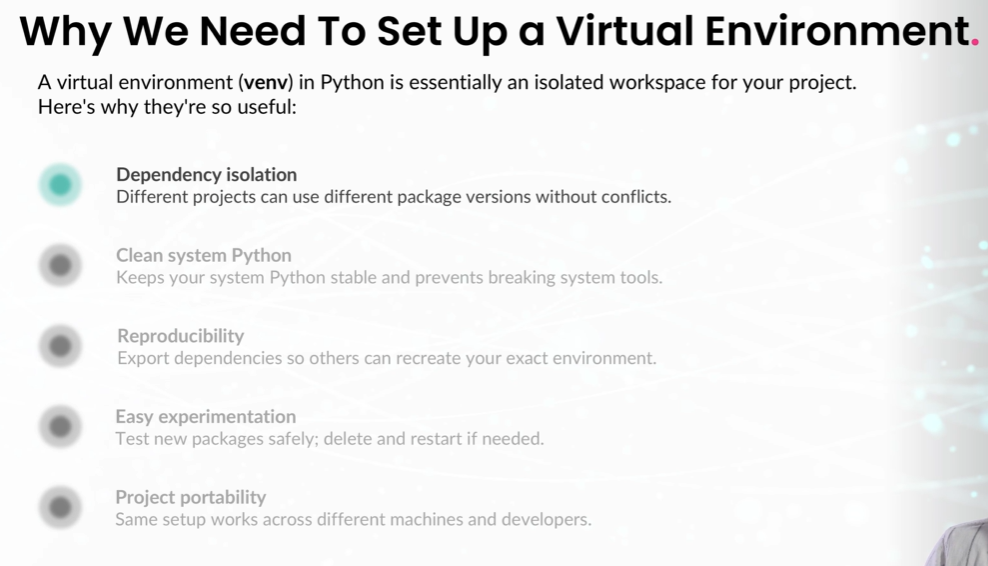 Why We Need To Set Up a Virtual Environment.
A virtual environment (venv) in Python is essentially an isolated workspace for your project.
Here's why they're so useful:
Dependency isolation
Different projects can use different package versions without conflicts.
Clean system Python
Keeps your system Python stable and prevents breaking system tools.
Reproducibility
Export dependencies so others can recreate your exact environment.
Easy experimentation
Test new packages safely; delete and restart if needed.
Project portability
Same setup works across different machines and developers.